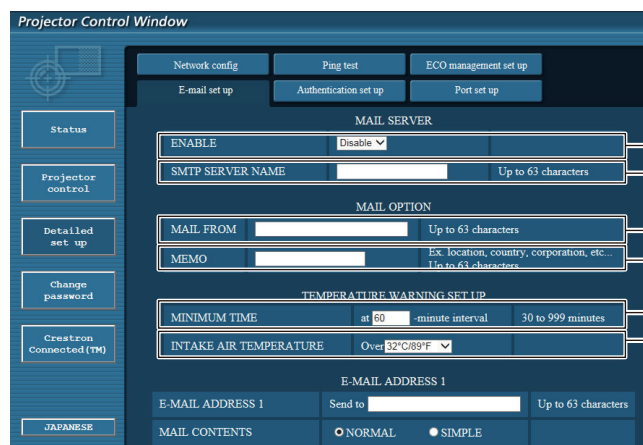 Projector Control Window
Network config
Ping test
ECO management set up
E-mail set up
Authentication set up
Port set up
Status
Projector
control
Detailed
set up
Change
password
Crestron
Connected(TM)
JAPANESE
MAIL SERVER
ENABLE Disable
SMTP SERVER NAME Up to 63 characters
MAIL OPTION
MAIL FROM Up to 63 characters
MEMO Ex. location, country, corporation, etc...
Up to 63 characters
TEMPERATURE WARNING SET UP
MINIMUM TIME at 60 -minute interval 30 to 999 minutes
INTAKE AIR TEMPERATURE Over 32°C/89°F
E-MAIL ADDRESS 1
E-MAIL ADDRESS 1 Send to Up to 63 characters
MAIL CONTENTS NORMAL SIMPLE